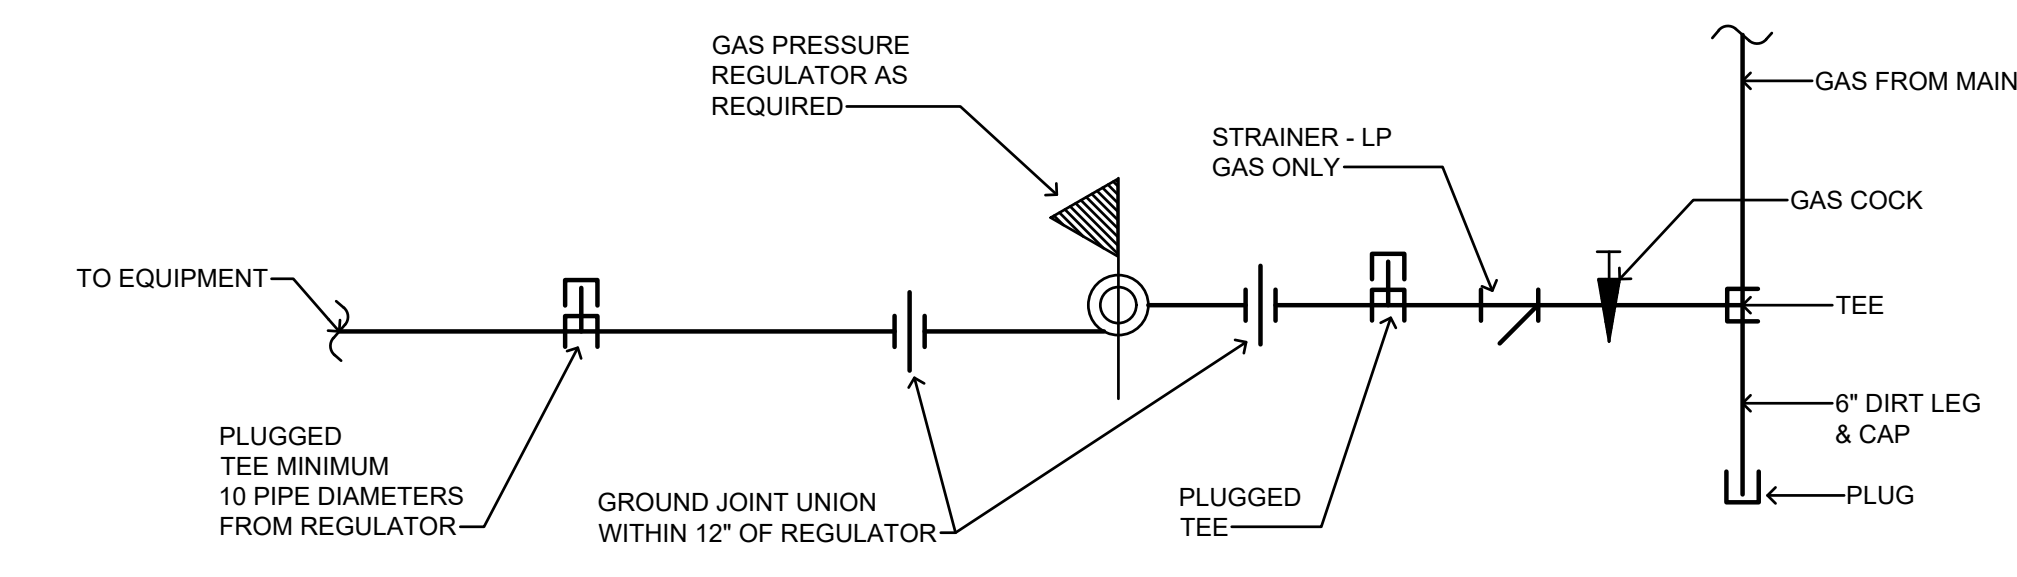 GAS PRESSURE
REGULATOR AS
REQUIRED
GAS FROM MAIN
STRAINER - LP
GAS ONLY
GAS COCK
TO EQUIPMENT
TEE
6" DIRT LEG
& CAP
PLUGGED
TEE MINIMUM
10 PIPE DIAMETERS
FROM REGULATOR
GROUND JOINT UNION
WITHIN 12" OF REGULATOR
PLUGGED
TEE
PLUG